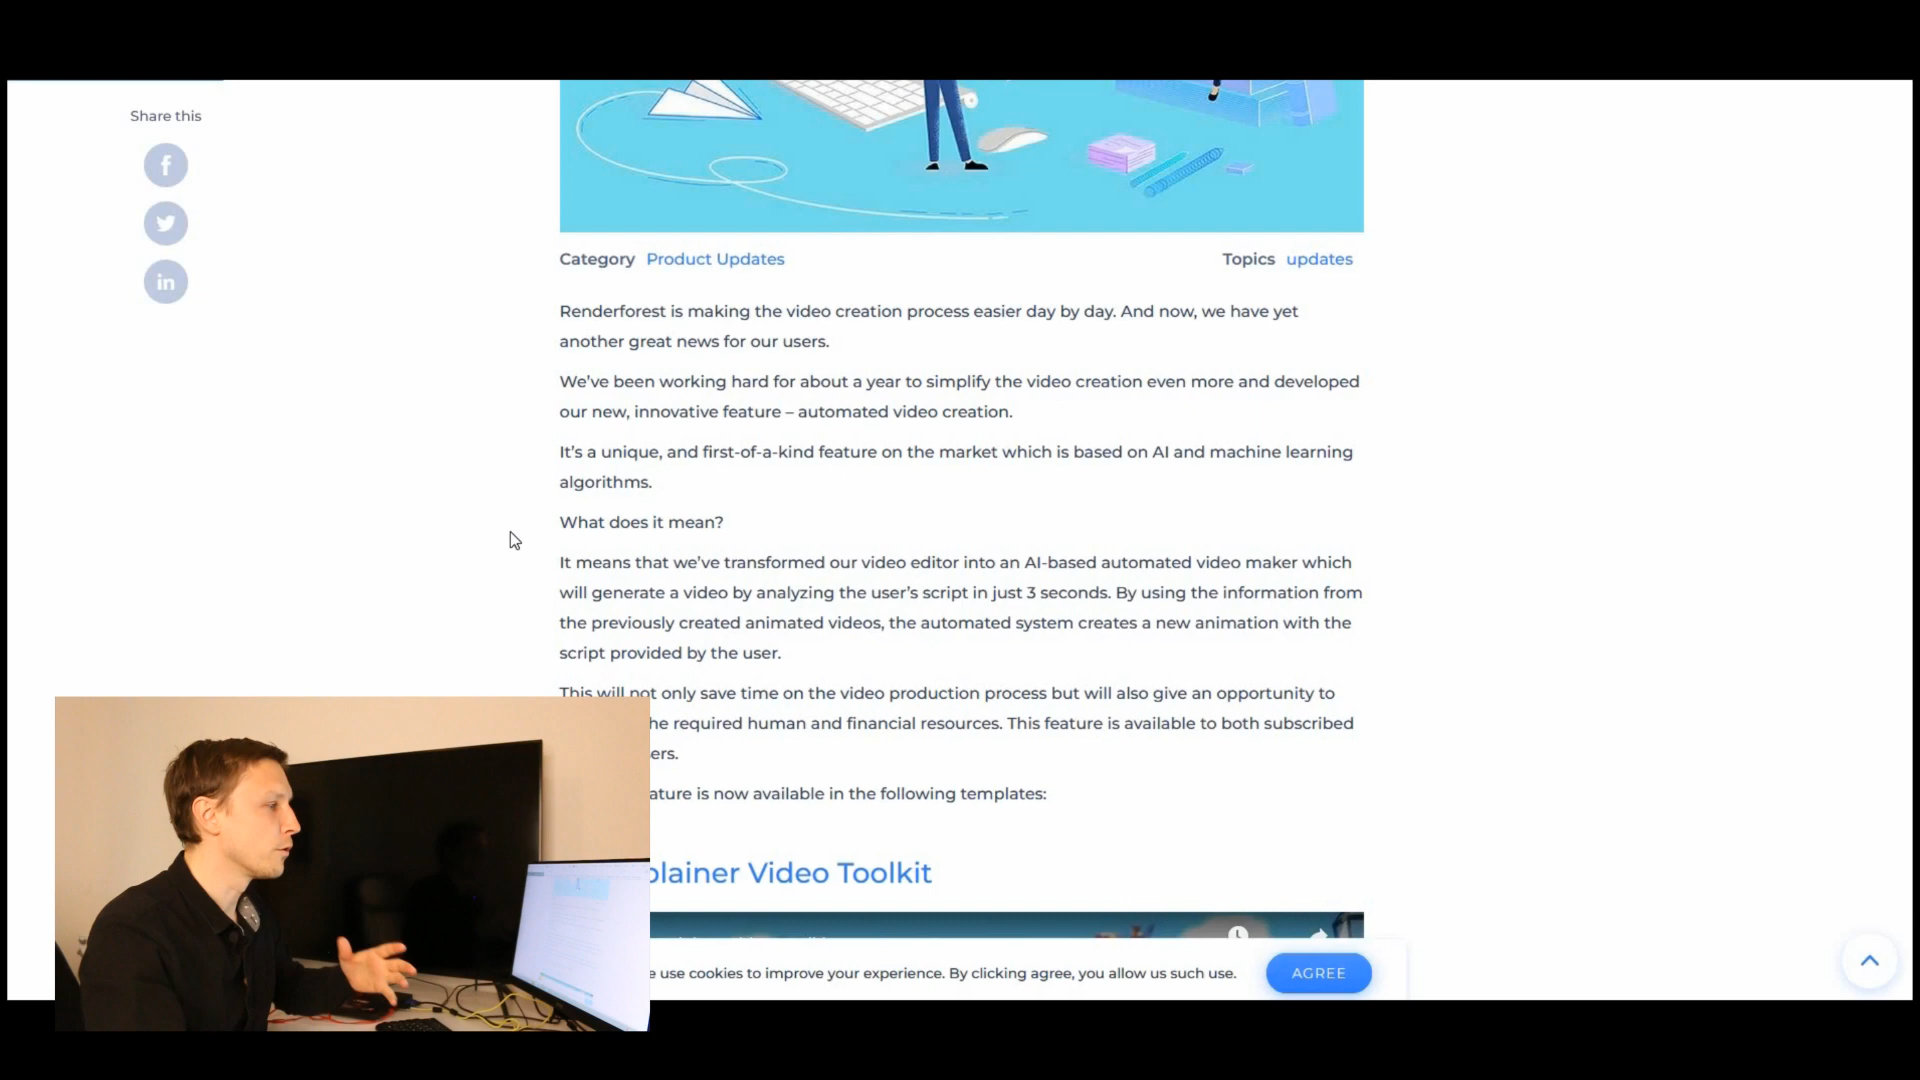 Share this
Category Product Updates
Topics updates
Renderforest is making the video creation process easier day by day. And now, we have yet
another great news for our users.
We've been working hard for about a year to simplify the video creation even more and developed
our new, innovative feature – automated video creation.
It's a unique, and first-of-a-kind feature on the market which is based on AI and machine learning
algorithms.
What does it mean?
It means that we've transformed our video editor into an AI-based automated video maker which
will generate a video by analyzing the user's script in just 3 seconds. By using the information from
the previously created animated videos, the automated system creates a new animation with the
script provided by the user.
This will not only save time on the video production process but will also give an opportunity to
he required human and financial resources. This feature is available to both subscribed
ers.
ature is now available in the following templates:
plainer Video Toolkit
e use cookies to improve your experience. By clicking agree, you allow us such use.
AGREE